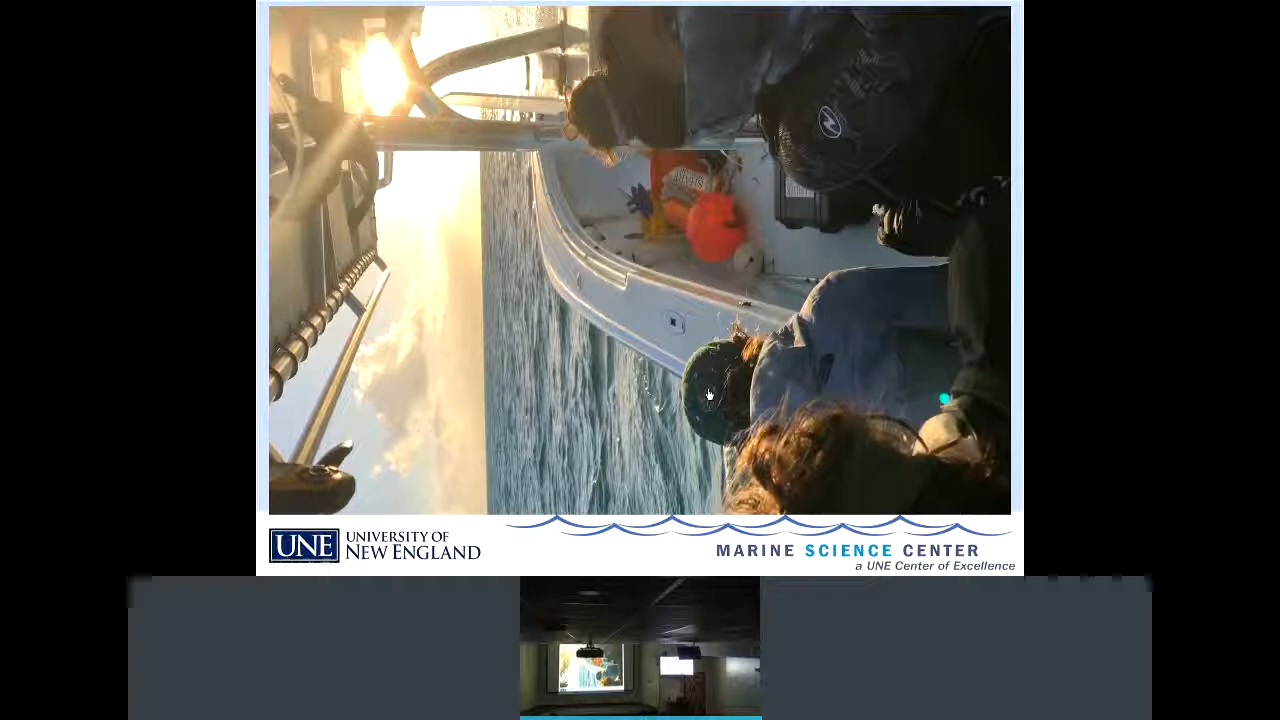 UNE
UNIVERSITY OF
NEW ENGLAND
MARINE SCIENCE CENTER
a UNE Center of Excellence